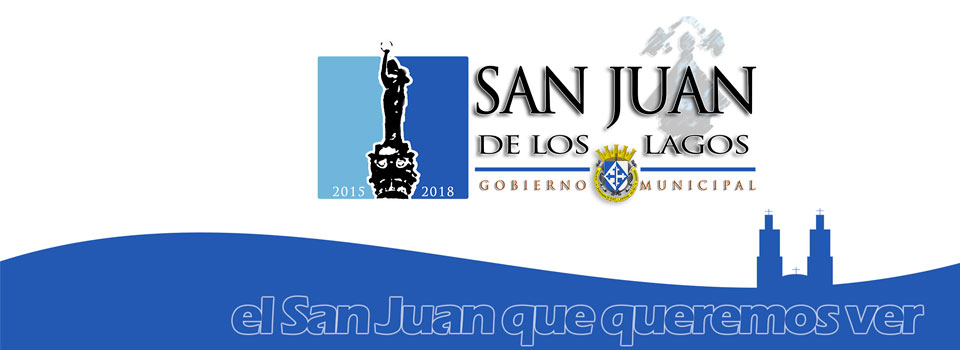 SAN JUAN
DE LOS LAGOS
GOBIERNO MUNICIPAL
2015 2018
el San Juan que queremos ver